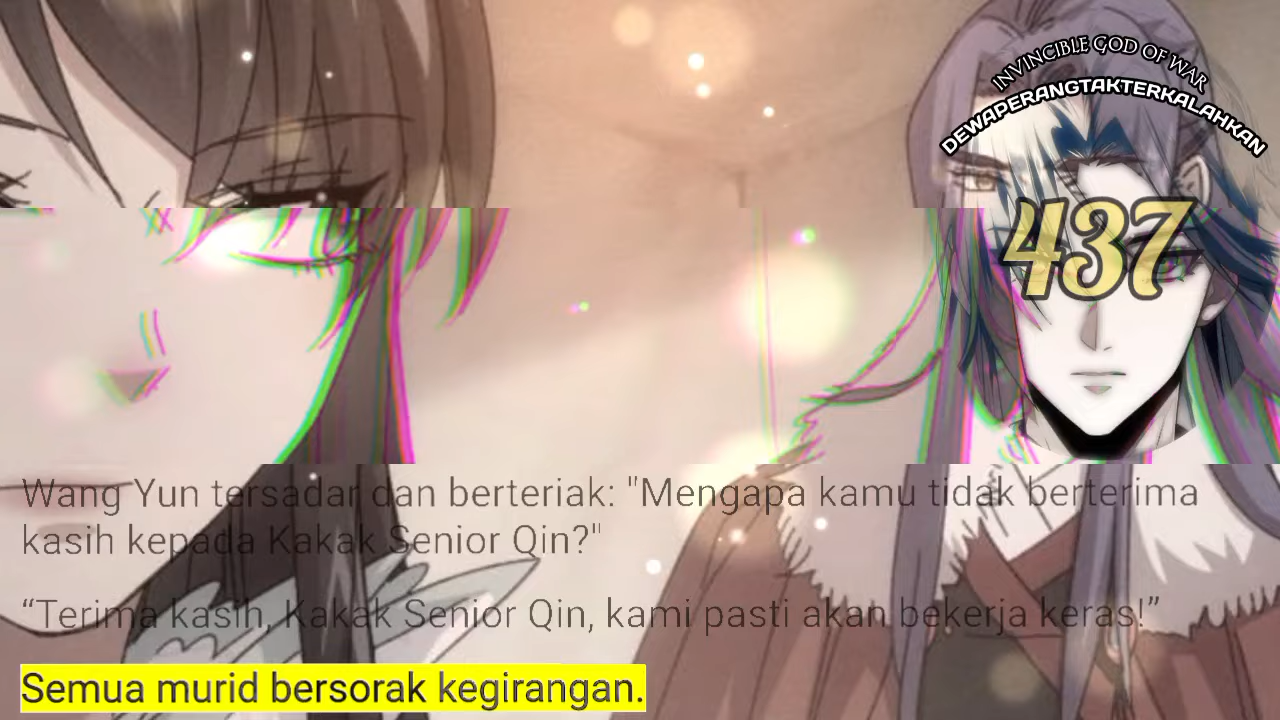 INVINCIBLE GOD OF WAR
DEWAPERANGTAKTERKALAHKAN
437
Wang Yun tersadar dan berteriak: "Mengapa kamu tidak berterima
kasih kepada Kakak Senior Qin?"
“Terima kasih, Kakak Senior Qin, kami pasti akan bekerja keras!”
Semua murid bersorak kegirangan.